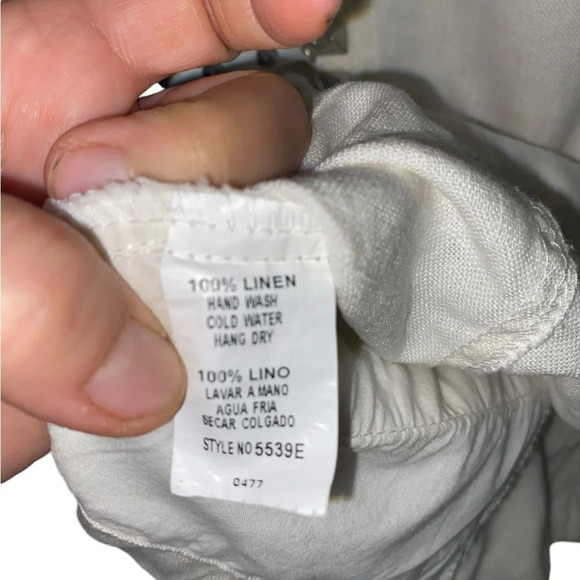 100% LINEN
HAND WASH
COLD WATER
HANG DRY
100% LINO
LAVAR A MANO
AGUA FRIA
SECAR COLGADO
STYLE NO 5539E
0477